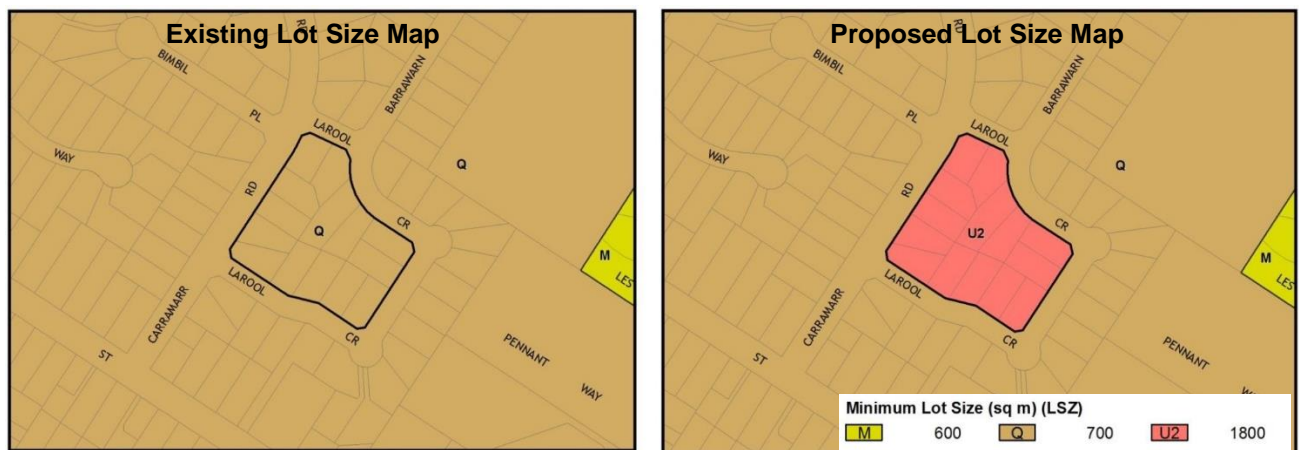 Existing Lot Size Map
RD
BIMBIL
PL
BARRAWARN
LAROOL
WAY
Q
RD
CR
Q
M
LES
LAROOL
CARRAMARR
CR
ST
PENNANT
WAY
Proposed Lot Size Map
RD
BIMBIL
PL
BARRAWARN
LAROOL
WAY
Q
RD
CR
U2
M
LES
LAROOL
CARRAMARR
CR
ST
PENNANT
Minimum Lot Size (sq m) (LSZ)
M 600 Q 700 U2 1800